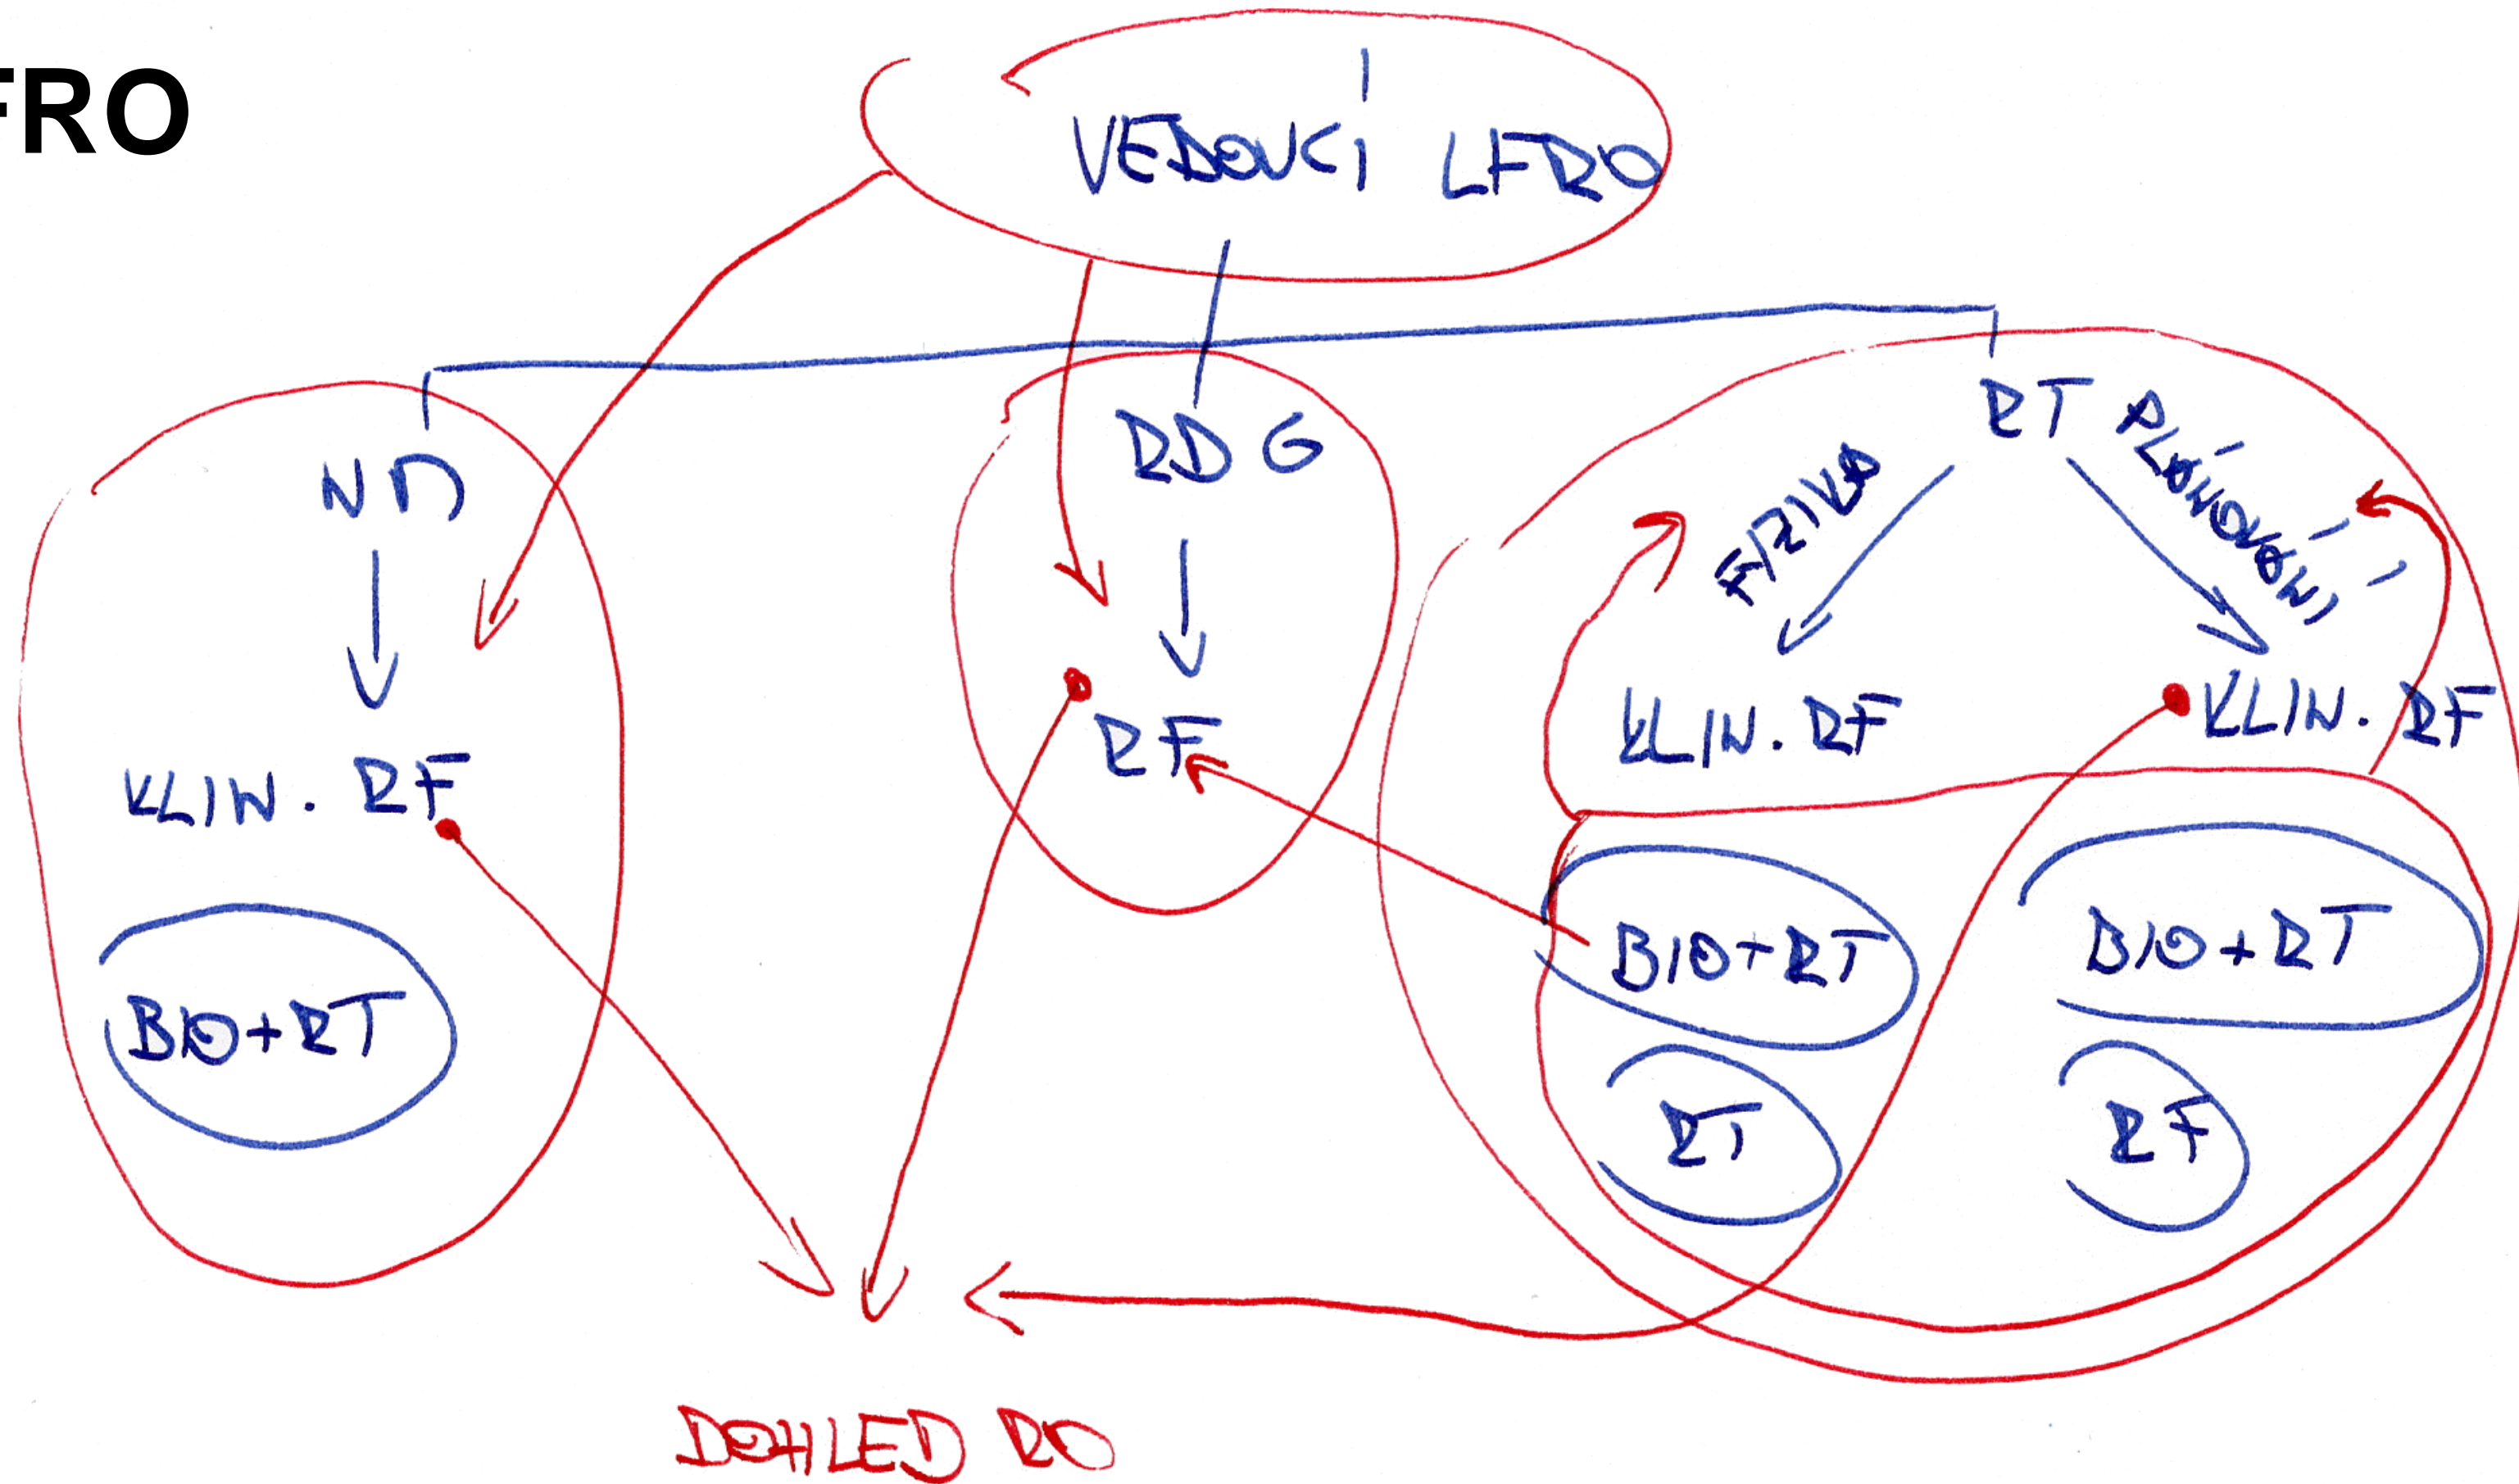 FRO
VEDOUCÍ LFRO
ND
RDG
RT
FYZIKA
PLÁNOVÁNÍ
KLIN. RF
RF
KLIN. RF
KLIN. RF
BIO+RT
BIO+RT
BIO+RT
RT
RF
DOHLED RO